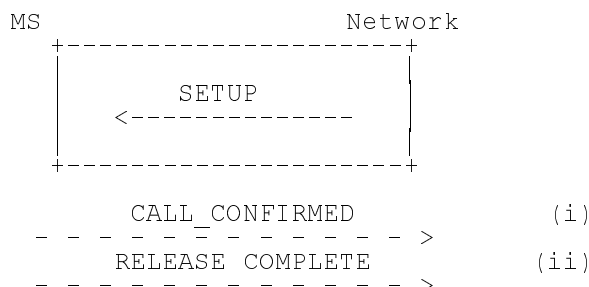 MS Network
SETUP
CALL_CONFIRMED (i)
RELEASE COMPLETE (ii)